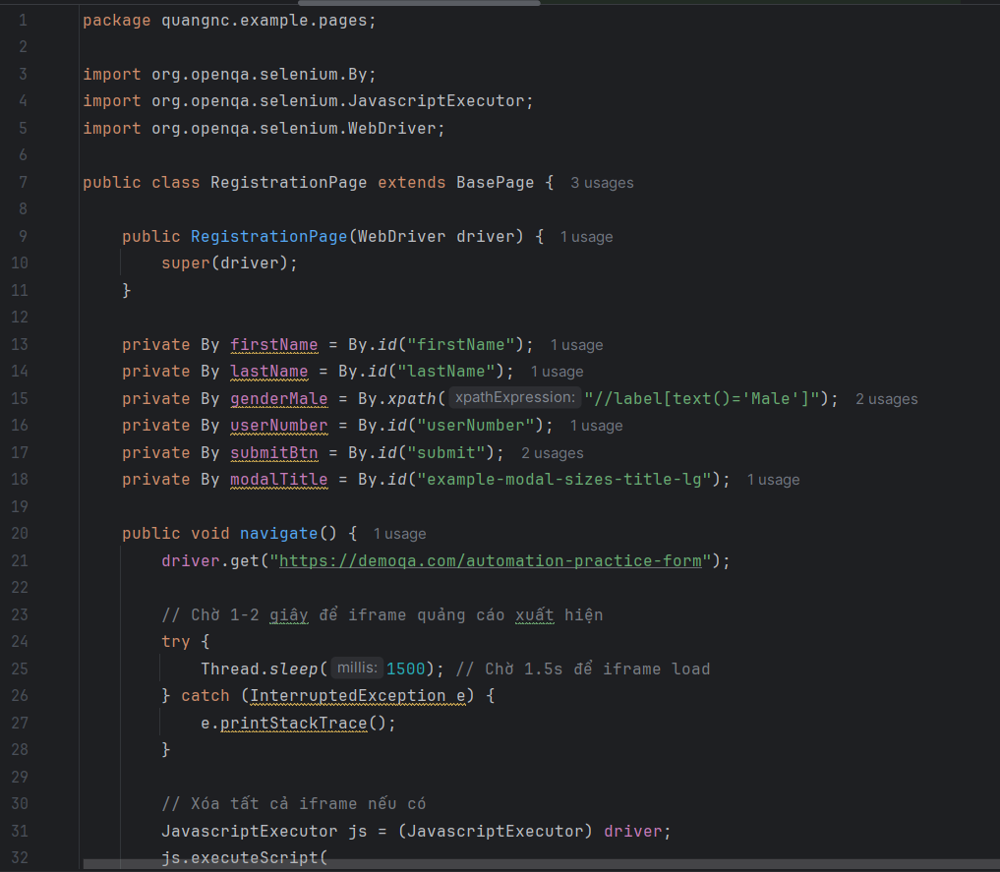 1 package quangnc.example.pages;
2
3 import org.openqa.selenium.By;
4 import org.openqa.selenium.JavascriptExecutor;
5 import org.openqa.selenium.WebDriver;
6
7 public class RegistrationPage extends BasePage { 3 usages
8
9 public RegistrationPage(WebDriver driver) { 1 usage
10 super(driver);
11 }
12
13 private By firstName = By.id("firstName"); 1 usage
14 private By lastName = By.id("lastName"); 1 usage
15 private By genderMale = By.xpath( xpathExpression: "//label[text()='Male']"); 2 usages
16 private By userNumber = By.id("userNumber"); 1 usage
17 private By submitBtn = By.id("submit"); 2 usages
18 private By modalTitle = By.id("example-modal-sizes-title-lg"); 1 usage
19
20 public void navigate() { 1 usage
21 driver.get("https://demoqa.com/automation-practice-form");
22
23 // Chờ 1-2 giây để iframe quảng cáo xuất hiện
24 try {
25 Thread.sleep( millis: 1500); // Chờ 1.5s để iframe load
26 } catch (InterruptedException e) {
27 e.printStackTrace();
28 }
29
30 // Xóa tất cả iframe nếu có
31 JavascriptExecutor js = (JavascriptExecutor) driver;
32 js.executeScript(